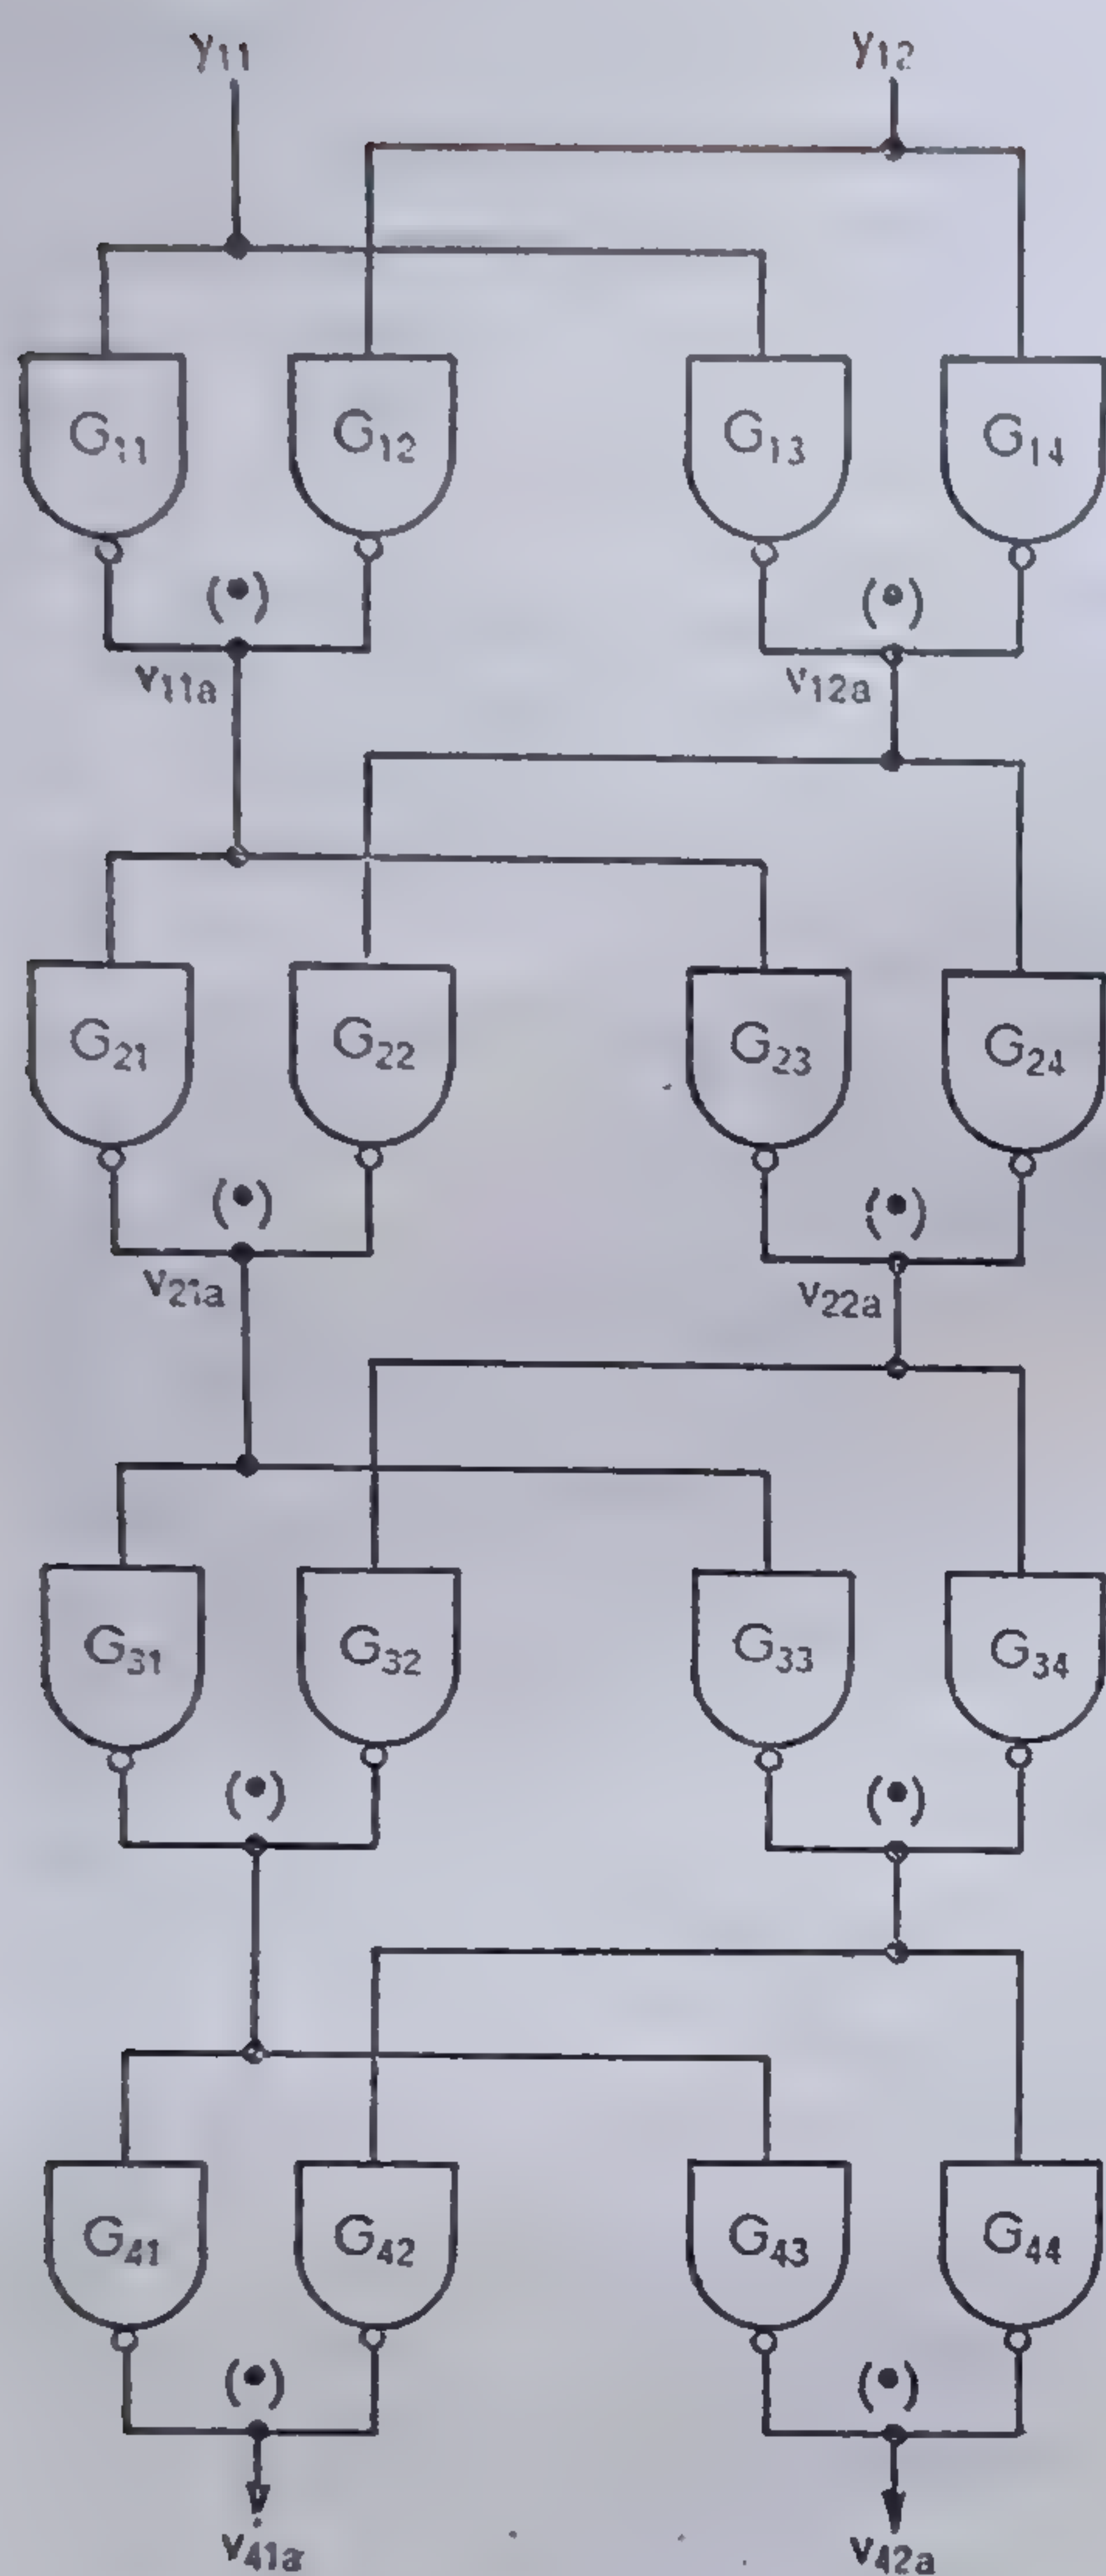 y11 y12
G11 G12 G13 G14
(•) (•)
v11a v12a
G21 G22 G23 G24
(•) (•)
v21a v22a
G31 G32 G33 G34
(•) (•)
G41 G42 G43 G44
(•) (•)
v41a v42a